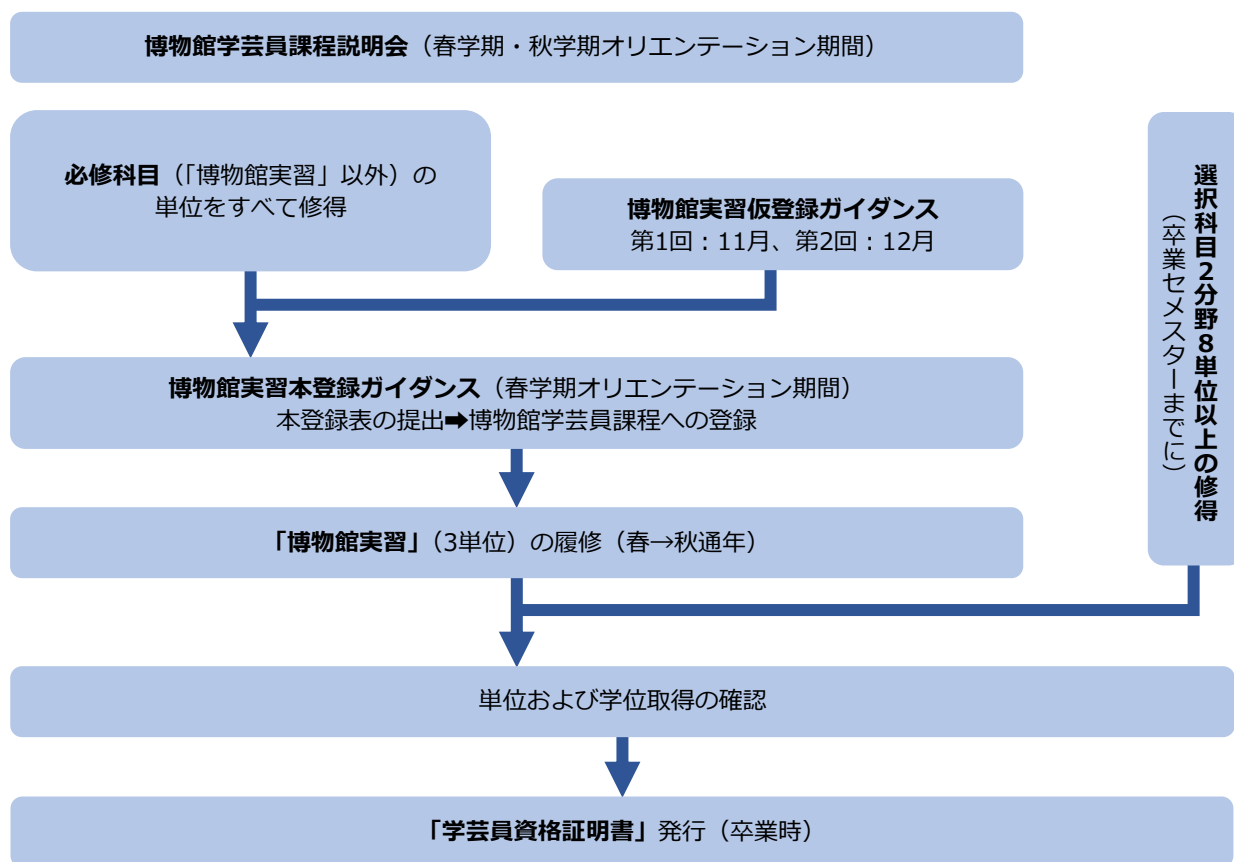 博物館学芸員課程説明会（春学期・秋学期オリエンテーション期間）
必修科目（「博物館実習」以外）の
単位をすべて修得
博物館実習仮登録ガイダンス
第1回：11月、第2回：12月
選択科目2分野8単位以上の修得
（卒業セメスターまでに）
博物館実習本登録ガイダンス（春学期オリエンテーション期間）
本登録表の提出➡博物館学芸員課程への登録
「博物館実習」（3単位）の履修（春→秋通年）
単位および学位取得の確認
「学芸員資格証明書」発行（卒業時）